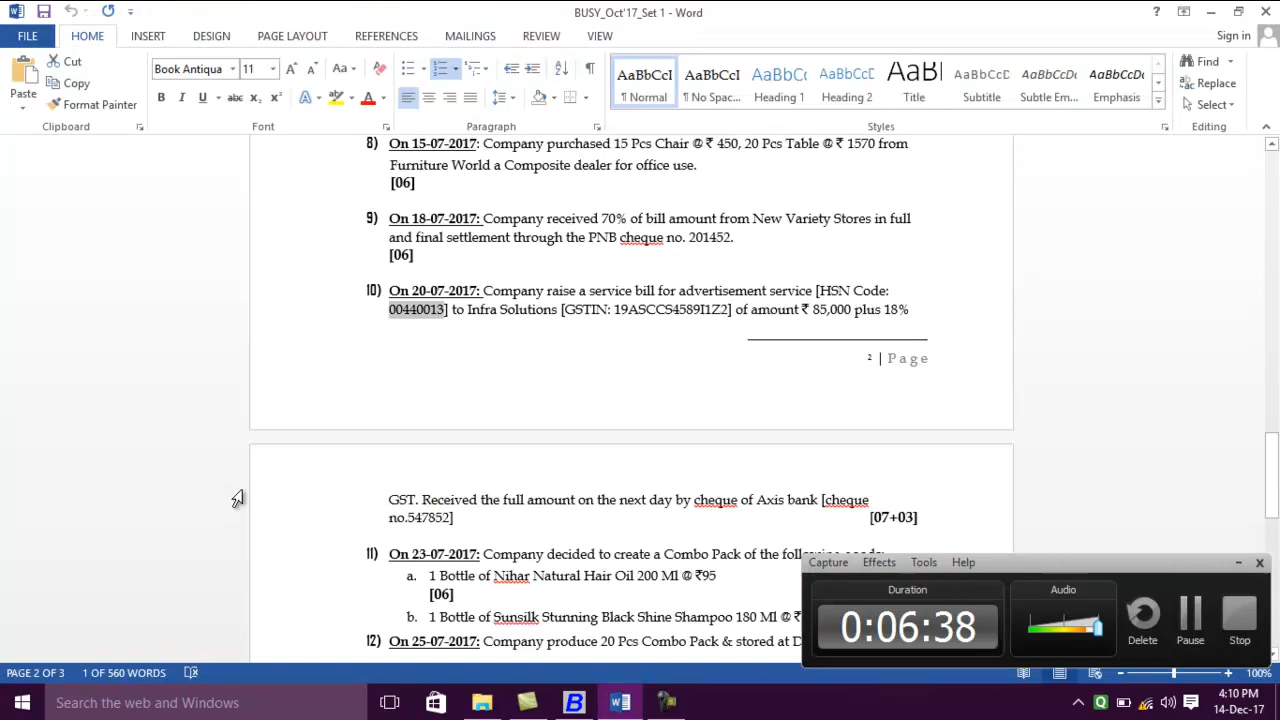 BUSY_Oct'17_Set 1 - Word
?
FILE HOME INSERT DESIGN PAGE LAYOUT REFERENCES MAILINGS REVIEW VIEW Sign in
Paste Cut Copy Format Painter
Clipboard
Book Antiqua 11 Aa
B I U abc x₂ x² A A
Font
Paragraph
AaBbCcI AaBbCcI AaBbC AaBbCcI AaBl AaBbCcD AaBbCcDc AaBbCcDc
¶ Normal ¶ No Spac... Heading 1 Heading 2 Title Subtitle Subtle Em... Emphasis
Styles
Find
Replace
Select
Editing
8) On 15-07-2017: Company purchased 15 Pcs Chair @ ₹ 450, 20 Pcs Table @ ₹ 1570 from
Furniture World a Composite dealer for office use.
[06]
9) On 18-07-2017: Company received 70% of bill amount from New Variety Stores in full
and final settlement through the PNB cheque no. 201452.
[06]
10) On 20-07-2017: Company raise a service bill for advertisement service [HSN Code:
00440013] to Infra Solutions [GSTIN: 19ASCCS4589I1Z2] of amount ₹ 85,000 plus 18%
2 | Page
GST. Received the full amount on the next day by cheque of Axis bank [cheque
no.547852] [07+03]
11) On 23-07-2017: Company decided to create a Combo Pack of the following
a. 1 Bottle of Nihar Natural Hair Oil 200 Ml @ ₹95
[06]
b. 1 Bottle of Sunsilk Stunning Black Shine Shampoo 180 Ml @ ₹
12) On 25-07-2017: Company produce 20 Pcs Combo Pack & stored at D
Capture Effects Tools Help
Duration
0:06:38
Audio
Delete Pause Stop
PAGE 2 OF 3 1 OF 560 WORDS 100%
Search the web and Windows
4:10 PM
14-Dec-17